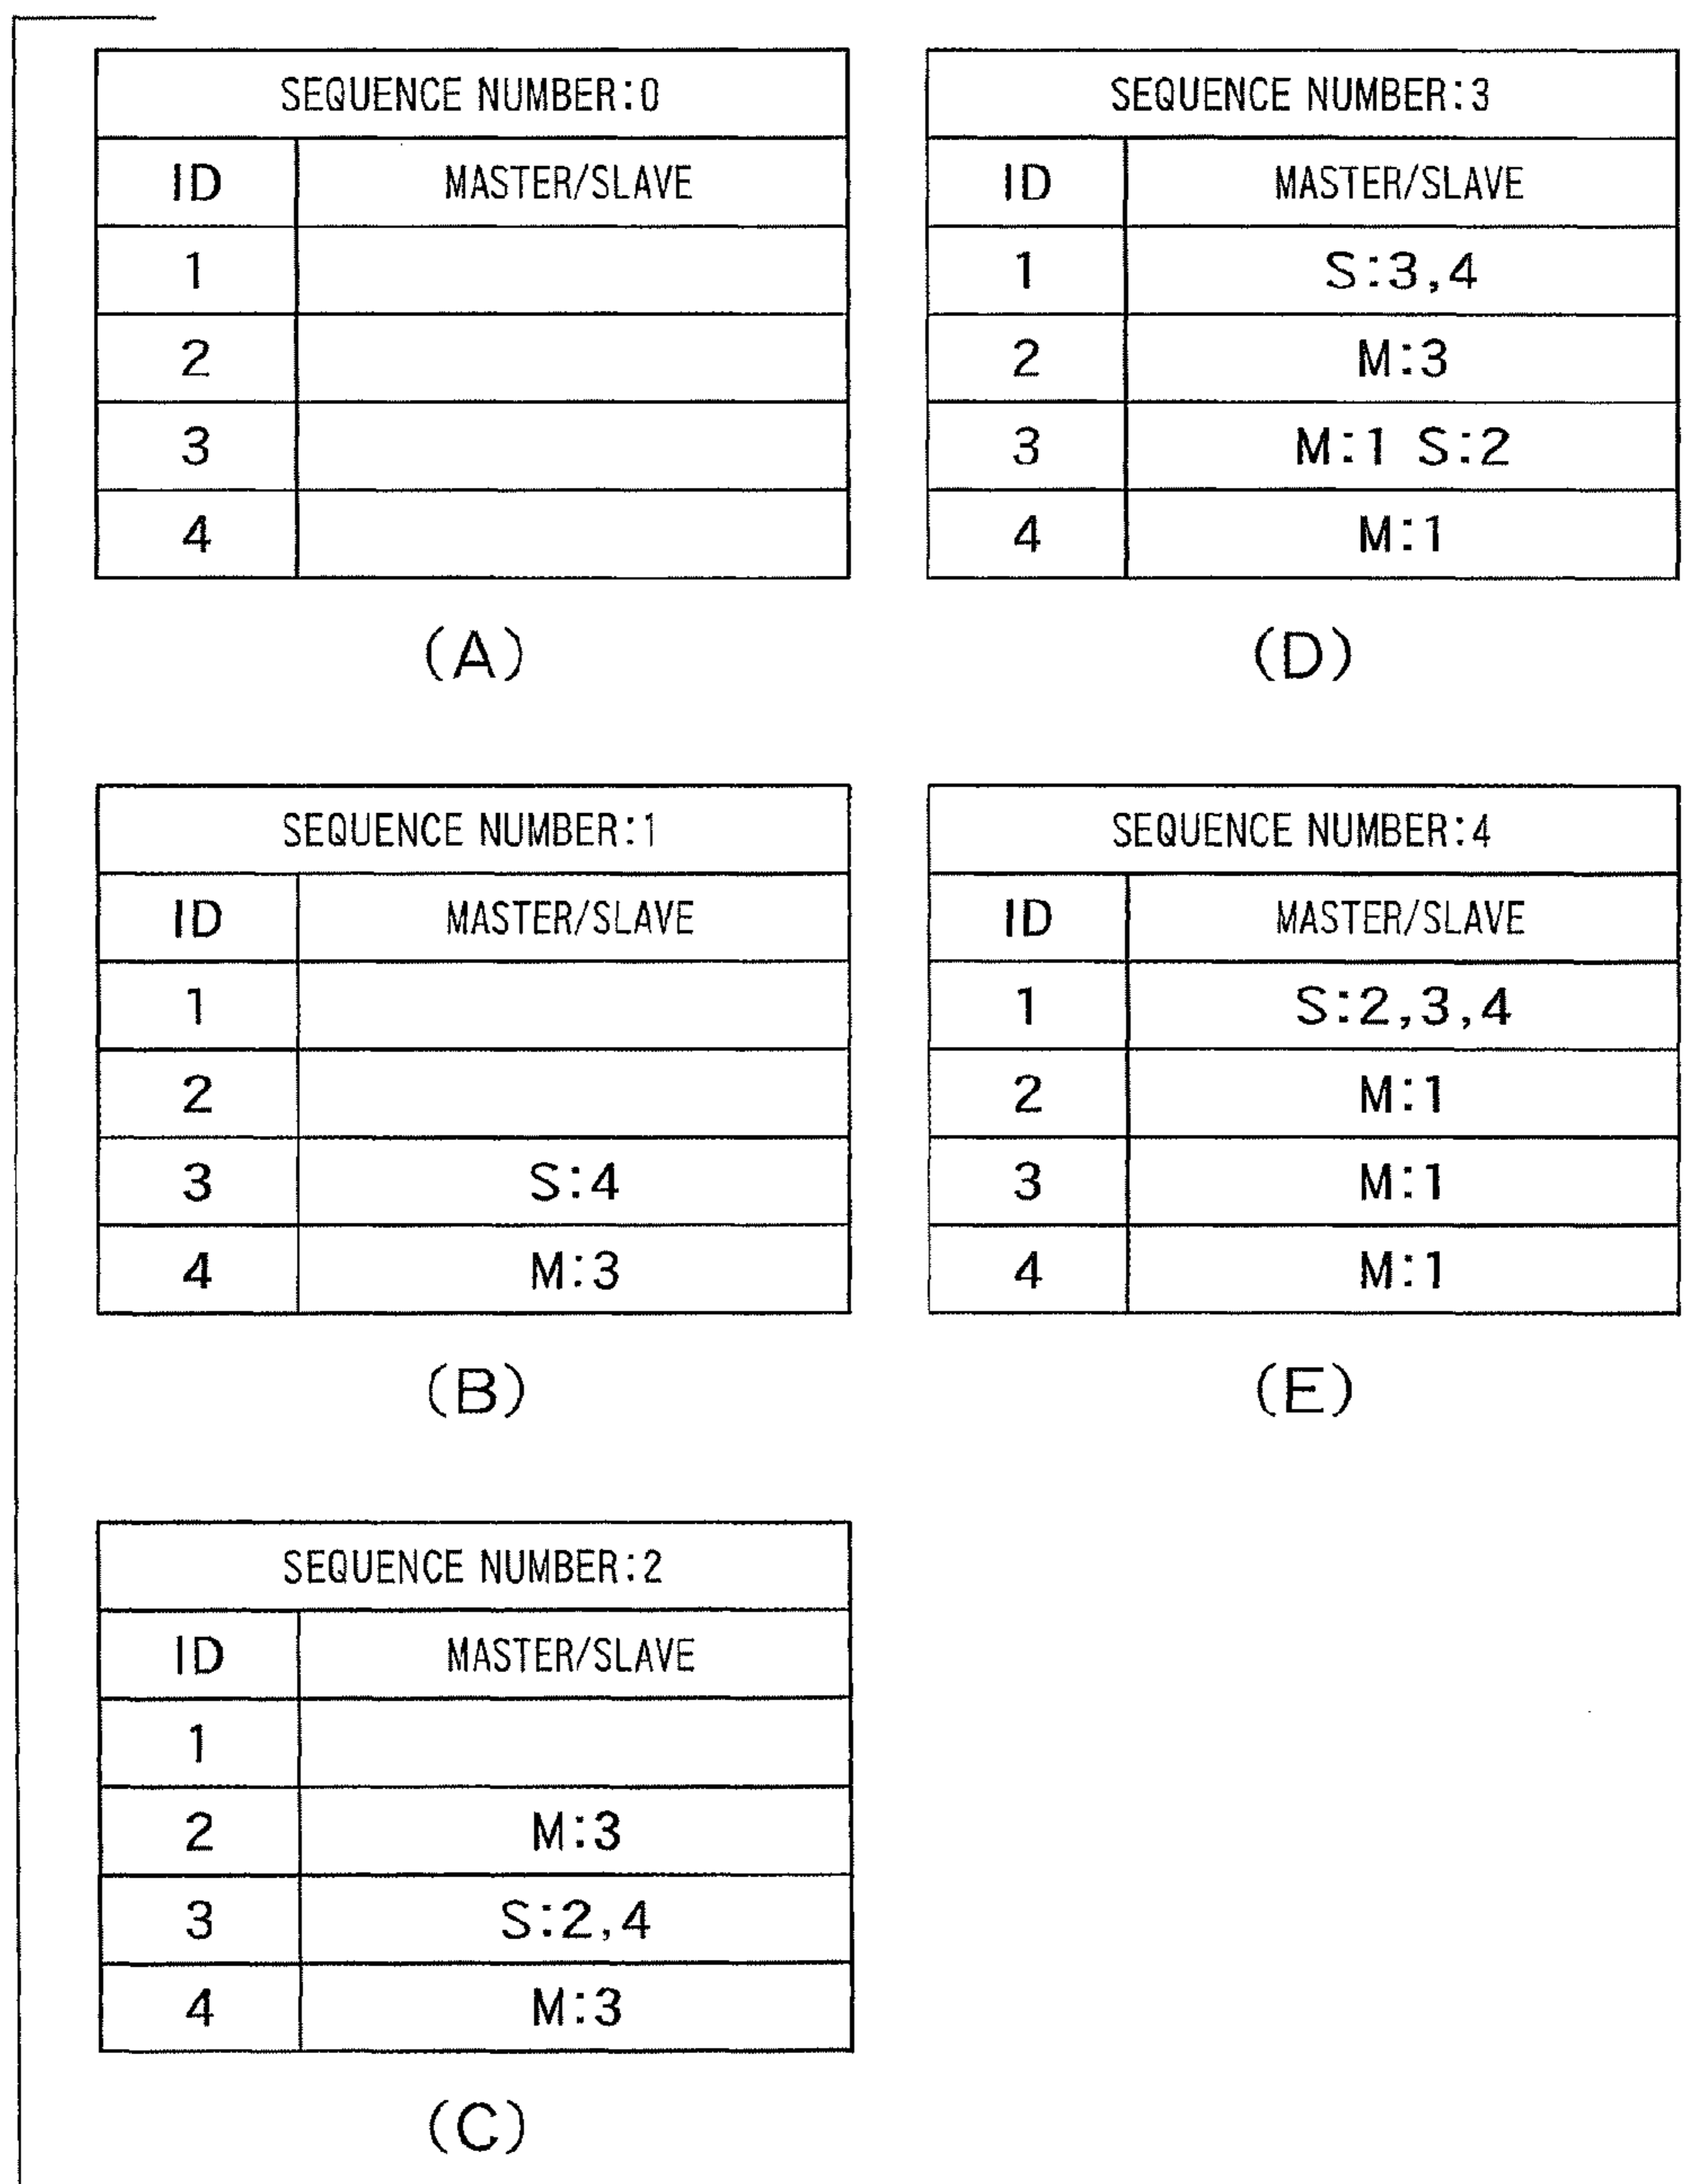 SEQUENCE NUMBER:0
ID MASTER/SLAVE
1
2
3
4
(A)
SEQUENCE NUMBER:1
ID MASTER/SLAVE
1
2
3 S:4
4 M:3
(B)
SEQUENCE NUMBER:2
ID MASTER/SLAVE
1
2 M:3
3 S:2,4
4 M:3
(C)
SEQUENCE NUMBER:3
ID MASTER/SLAVE
1 S:3,4
2 M:3
3 M:1 S:2
4 M:1
(D)
SEQUENCE NUMBER:4
ID MASTER/SLAVE
1 S:2,3,4
2 M:1
3 M:1
4 M:1
(E)